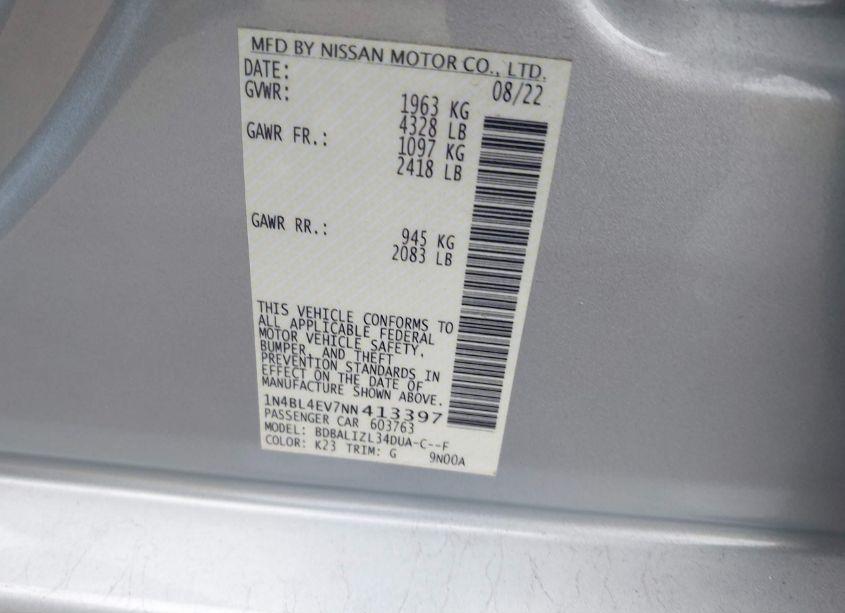 MFD BY NISSAN MOTOR CO., LTD.
DATE: 08/22
GVWR: 1963 KG
4328 LB
GAWR FR.: 1097 KG
2418 LB
GAWR RR.: 945 KG
2083 LB
THIS VEHICLE CONFORMS TO
ALL APPLICABLE FEDERAL
MOTOR VEHICLE SAFETY,
BUMPER, AND THEFT
PREVENTION STANDARDS IN
EFFECT ON THE DATE OF
MANUFACTURE SHOWN ABOVE.
1N4BL4EV7NN413397
PASSENGER CAR 603763
MODEL: BDBALIZL34DUA-C--F
COLOR: K23 TRIM: G 9N00A